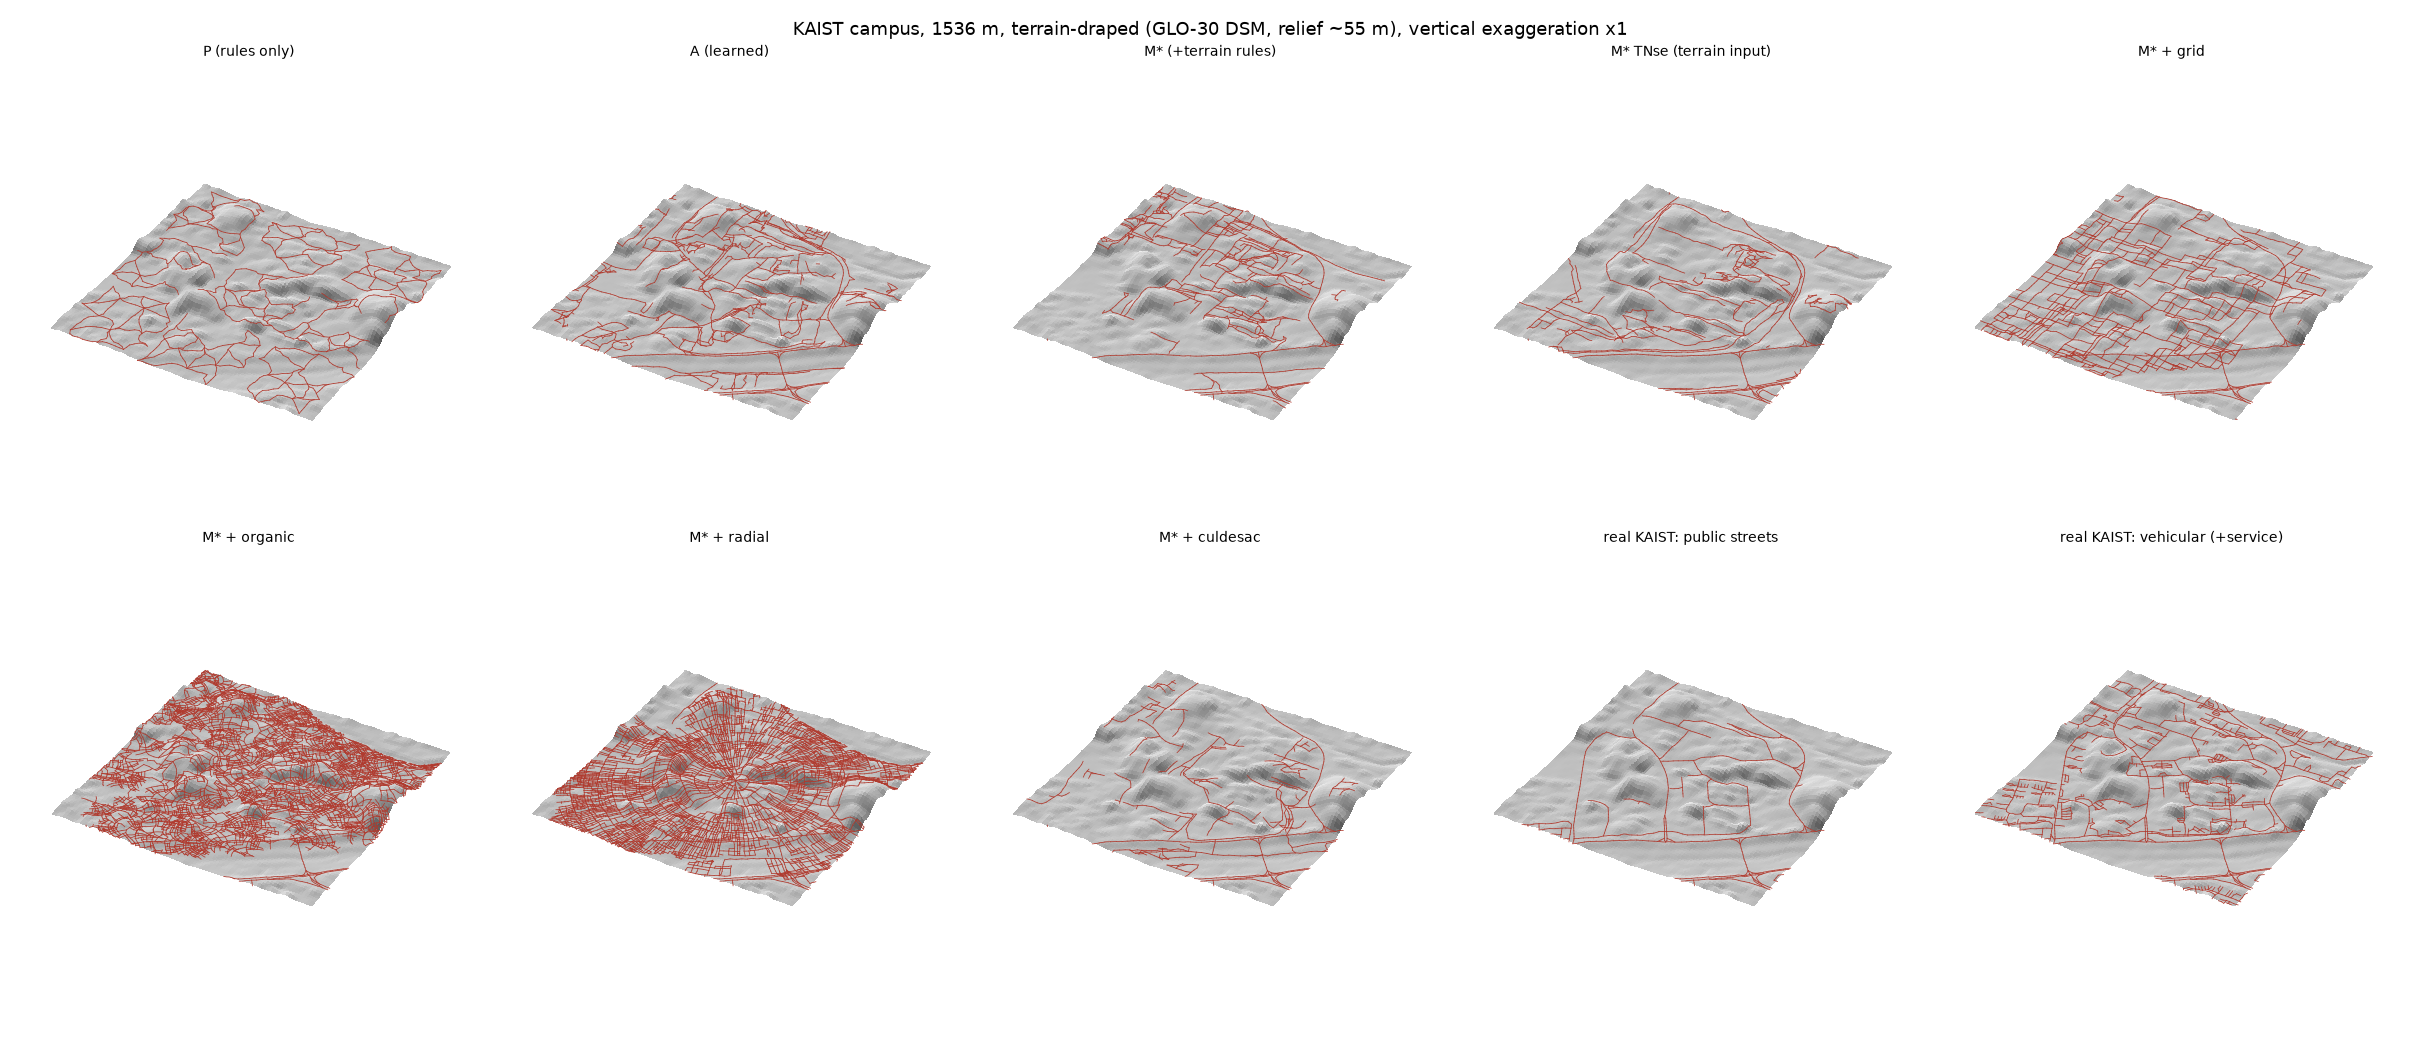 KAIST campus, 1536 m, terrain-draped (GLO-30 DSM, relief ~55 m), vertical exaggeration x1
P (rules only)
A (learned)
M* (+terrain rules)
M* TNse (terrain input)
M* + grid
M* + organic
M* + radial
M* + culdesac
real KAIST: public streets
real KAIST: vehicular (+service)